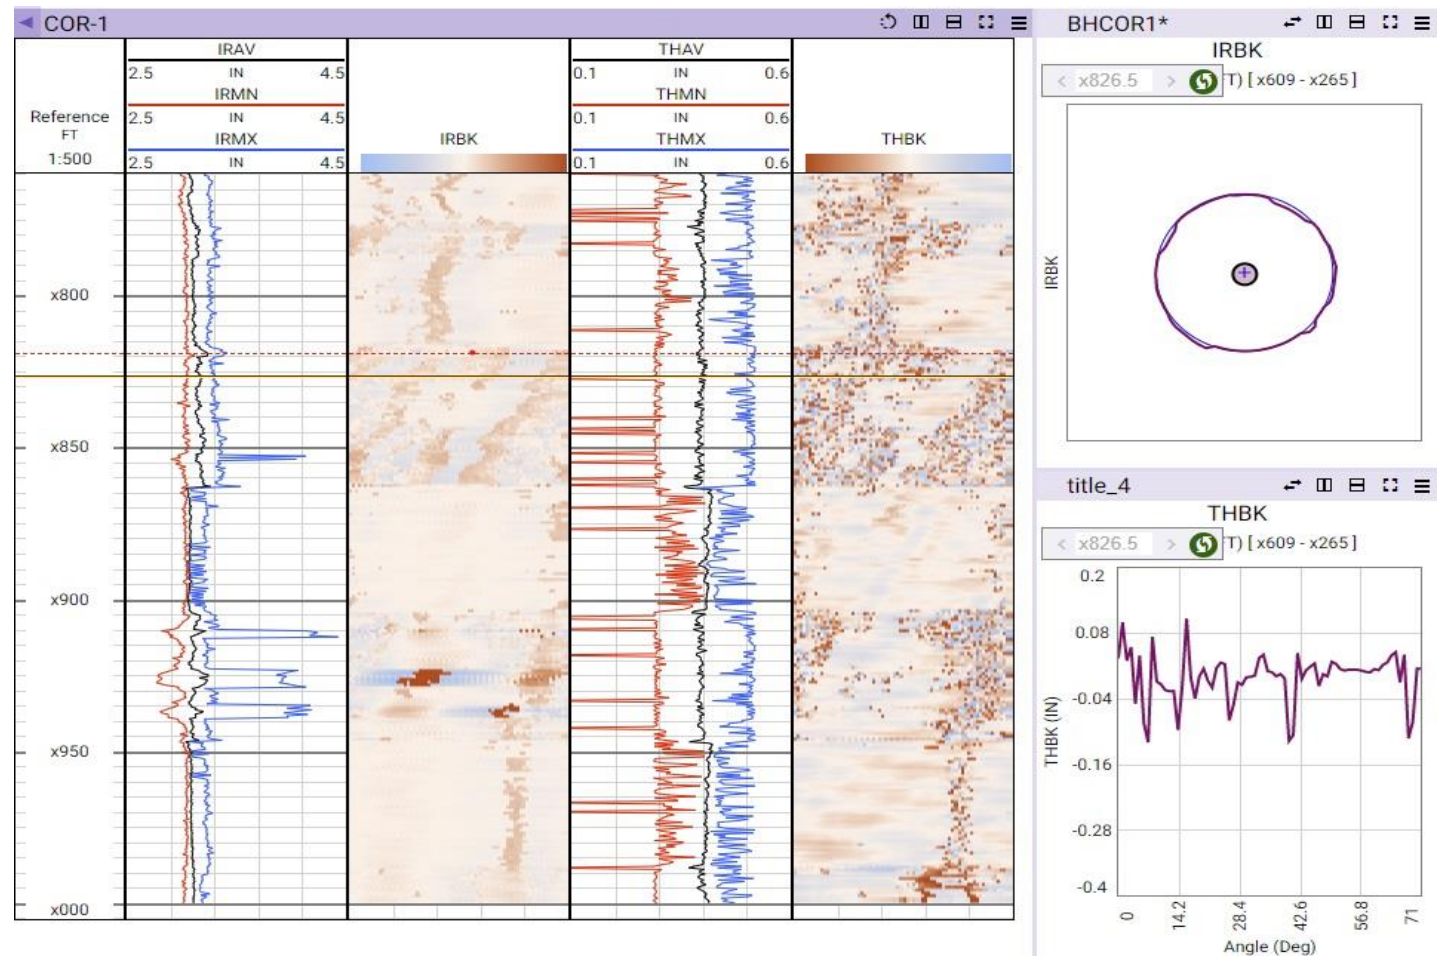 COR-1
IRAV
2.5 IN 4.5
IRMN
2.5 IN 4.5
IRMX
2.5 IN 4.5
Reference
FT
1:500
IRBK
THAV
0.1 IN 0.6
THMN
0.1 IN 0.6
THMX
0.1 IN 0.6
THBK
x800
x850
x900
x950
x000
BHCOR1*
IRBK
< x826.5 > T) [ x609 - x265 ]
IRBK
title_4
THBK
< x826.5 > T) [ x609 - x265 ]
THBK (IN)
0.2
0.08
-0.04
-0.16
-0.28
-0.4
0 14.2 28.4 42.6 56.8 71
Angle (Deg)